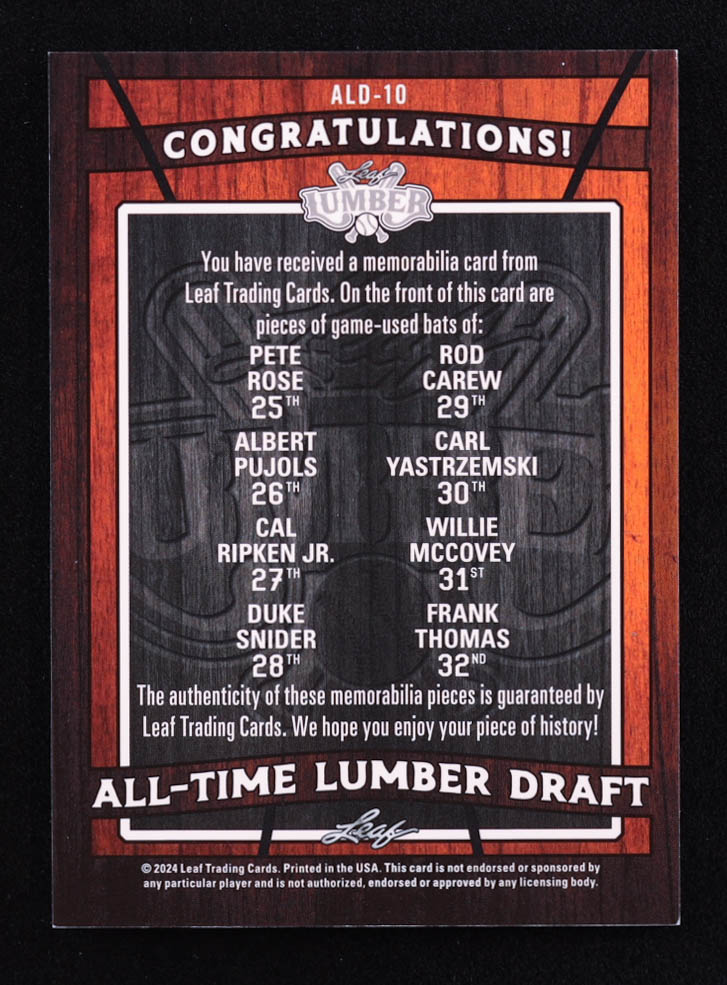 ALD-10
CONGRATULATIONS!
Leaf
LUMBER
You have received a memorabilia card from
Leaf Trading Cards. On the front of this card are
pieces of game-used bats of:
PETE
ROSE
25TH
ROD
CAREW
29TH
ALBERT
PUJOLS
26TH
CARL
YASTRZEMSKI
30TH
CAL
RIPKEN JR.
27TH
WILLIE
MCCOVEY
31ST
DUKE
SNIDER
28TH
FRANK
THOMAS
32ND
The authenticity of these memorabilia pieces is guaranteed by
Leaf Trading Cards. We hope you enjoy your piece of history!
ALL-TIME LUMBER DRAFT
Leaf
© 2024 Leaf Trading Cards. Printed in the USA. This card is not endorsed or sponsored by
any particular player and is not authorized, endorsed or approved by any licensing body.